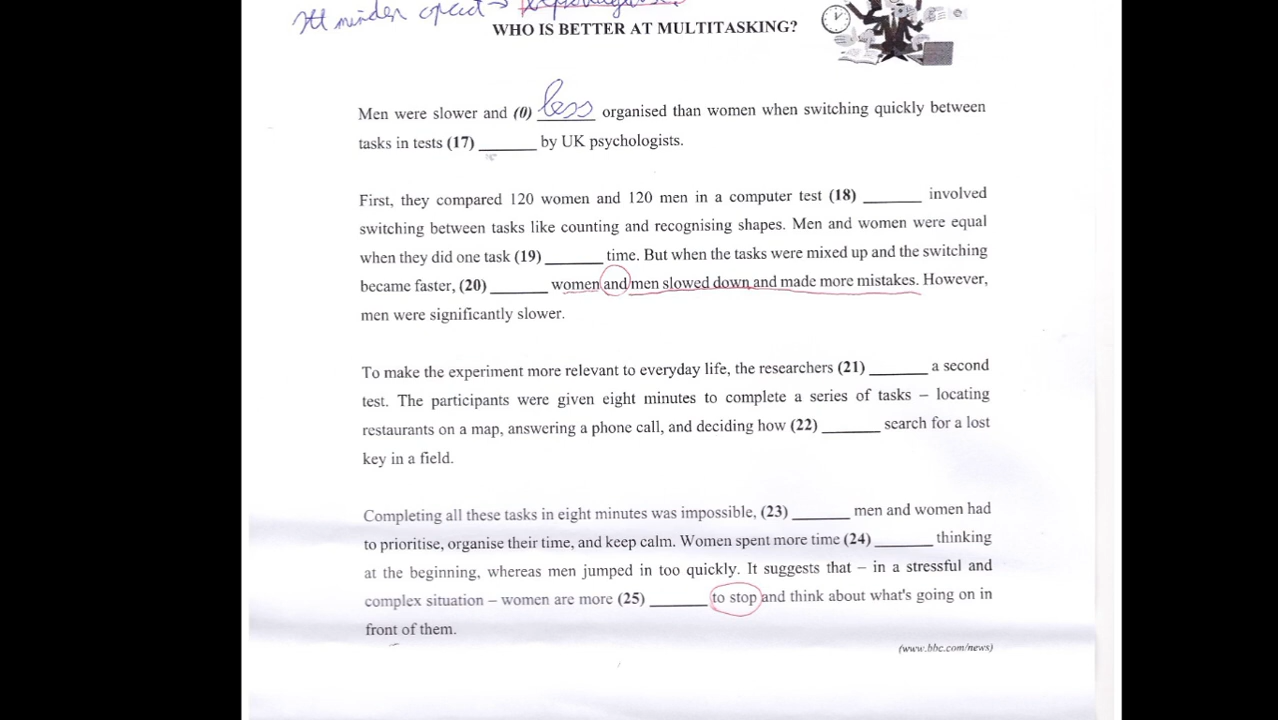 Itt minden
WHO IS BETTER AT MULTITASKING?
Men were slower and (0) less organised than women when switching quickly between
tasks in tests (17) _______ by UK psychologists.
First, they compared 120 women and 120 men in a computer test (18) _______ involved
switching between tasks like counting and recognising shapes. Men and women were equal
when they did one task (19) _______ time. But when the tasks were mixed up and the switching
became faster, (20) _______ women and men slowed down and made more mistakes. However,
men were significantly slower.
To make the experiment more relevant to everyday life, the researchers (21) _______ a second
test. The participants were given eight minutes to complete a series of tasks – locating
restaurants on a map, answering a phone call, and deciding how (22) _______ search for a lost
key in a field.
Completing all these tasks in eight minutes was impossible, (23) _______ men and women had
to prioritise, organise their time, and keep calm. Women spent more time (24) _______ thinking
at the beginning, whereas men jumped in too quickly. It suggests that – in a stressful and
complex situation – women are more (25) _______ to stop and think about what's going on in
front of them.
(www.bbc.com/news)